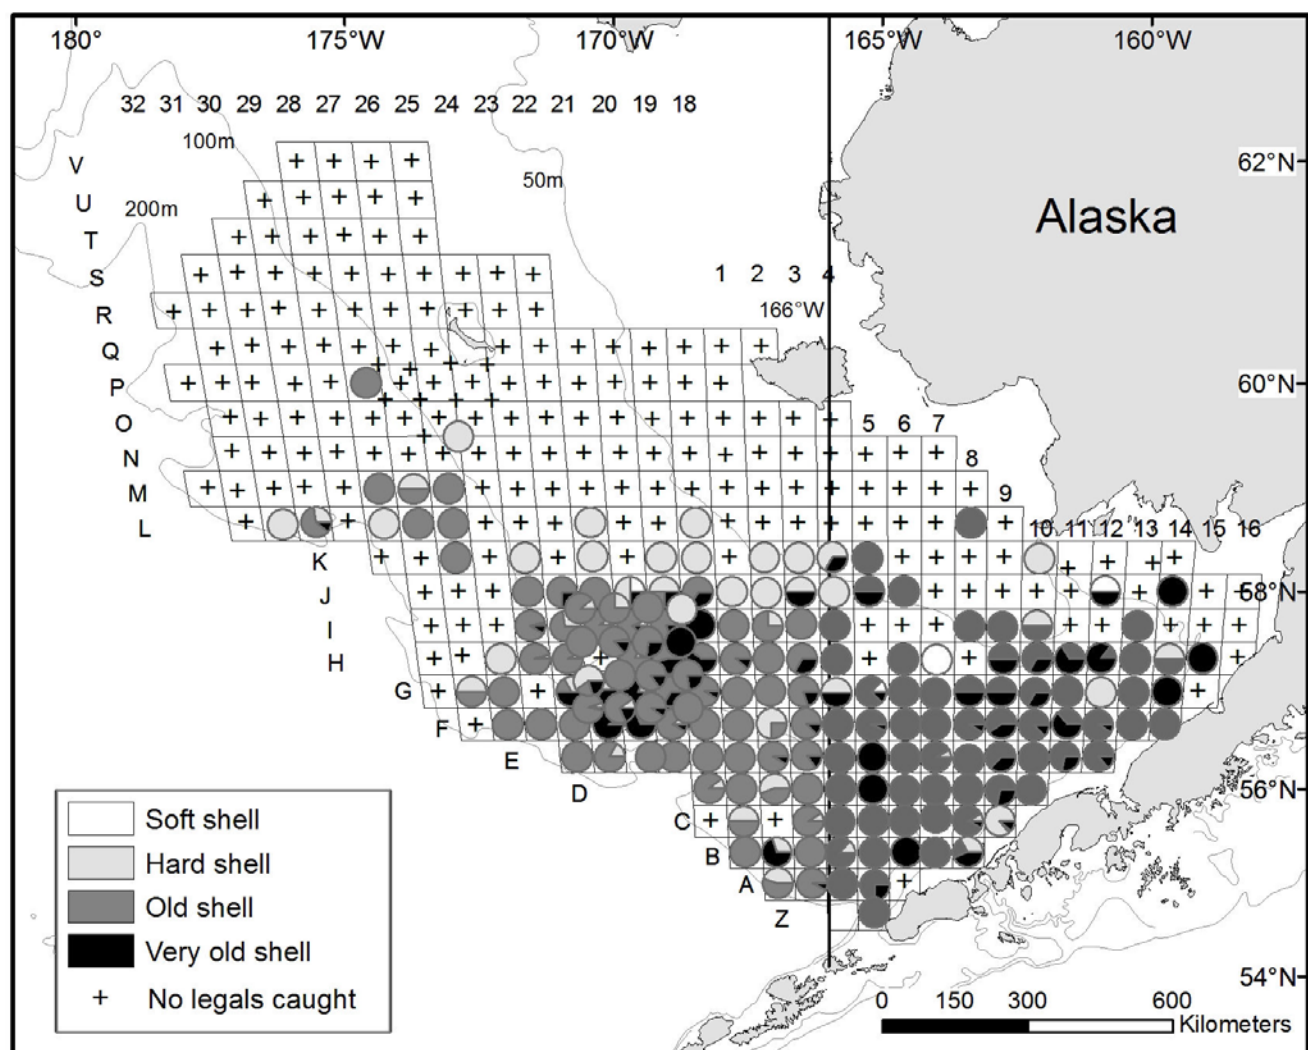 180° 175°W 170°W 165°W 160°W
32 31 30 29 28 27 26 25 24 23 22 21 20 19 18
100m
V
62°N
50m
U
200m
Alaska
T
S
1 2 3 4
R
166°W
Q
P
60°N
O
5 6 7
N
8
M
9
L
10 11 12 13 14 15 16
K
J
58°N
I
H
G
F
E
D
56°N
C
B
A
Z
Soft shell
Hard shell
Old shell
Very old shell
+ No legals caught
54°N
0 150 300 600
Kilometers